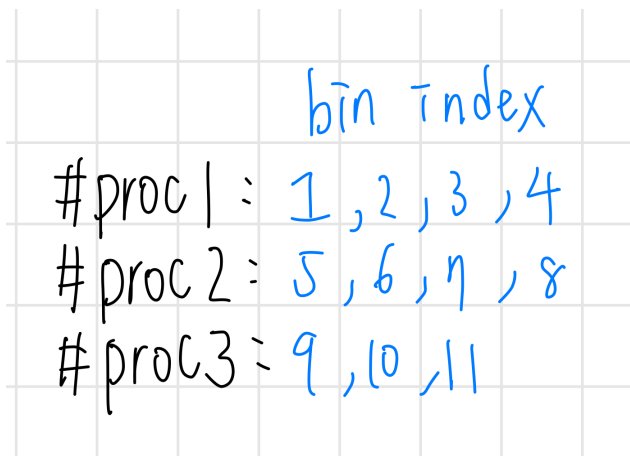 bin index
#proc1: 1,2,3,4
#proc2: 5,6,7,8
#proc3: 9,10,11